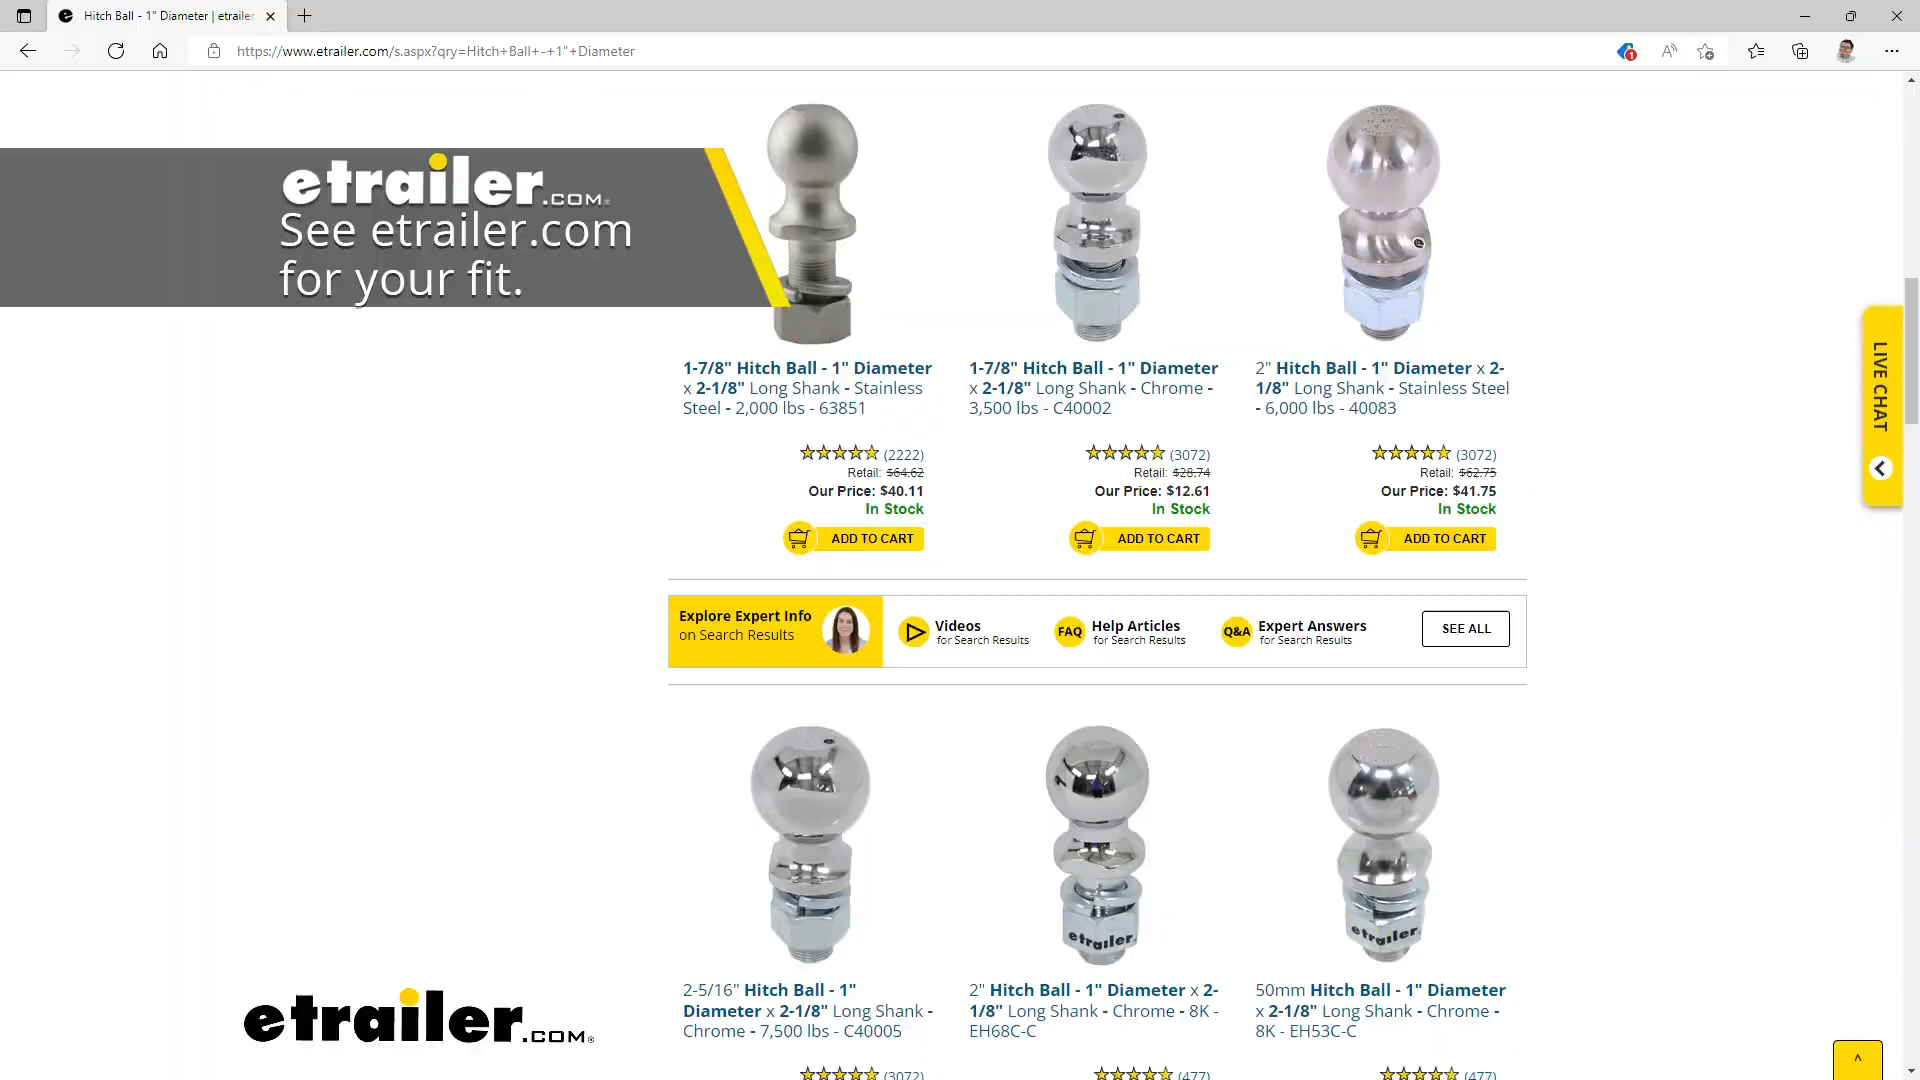 Hitch Ball - 1" Diameter | etrailer
https://www.etrailer.com/s.aspx?qry=Hitch+Ball+-+1"+Diameter
1
etrailer.COM
See etrailer.com
for your fit.
1-7/8" Hitch Ball - 1" Diameter
x 2-1/8" Long Shank - Stainless
Steel - 2,000 lbs - 63851
(2222)
Retail: $64.62
Our Price: $40.11
In Stock
ADD TO CART
1-7/8" Hitch Ball - 1" Diameter
x 2-1/8" Long Shank - Chrome -
3,500 lbs - C40002
(3072)
Retail: $28.74
Our Price: $12.61
In Stock
ADD TO CART
2" Hitch Ball - 1" Diameter x 2-
1/8" Long Shank - Stainless Steel
- 6,000 lbs - 40083
(3072)
Retail: $62.75
Our Price: $41.75
In Stock
ADD TO CART
LIVE CHAT
Explore Expert Info
on Search Results
Videos
for Search Results
FAQ
Help Articles
for Search Results
Q&A
Expert Answers
for Search Results
SEE ALL
etrailer.
etrailer.
2-5/16" Hitch Ball - 1"
Diameter x 2-1/8" Long Shank -
Chrome - 7,500 lbs - C40005
(3072)
2" Hitch Ball - 1" Diameter x 2-
1/8" Long Shank - Chrome - 8K -
EH68C-C
(477)
50mm Hitch Ball - 1" Diameter
x 2-1/8" Long Shank - Chrome -
8K - EH53C-C
(477)
etrailer.COM